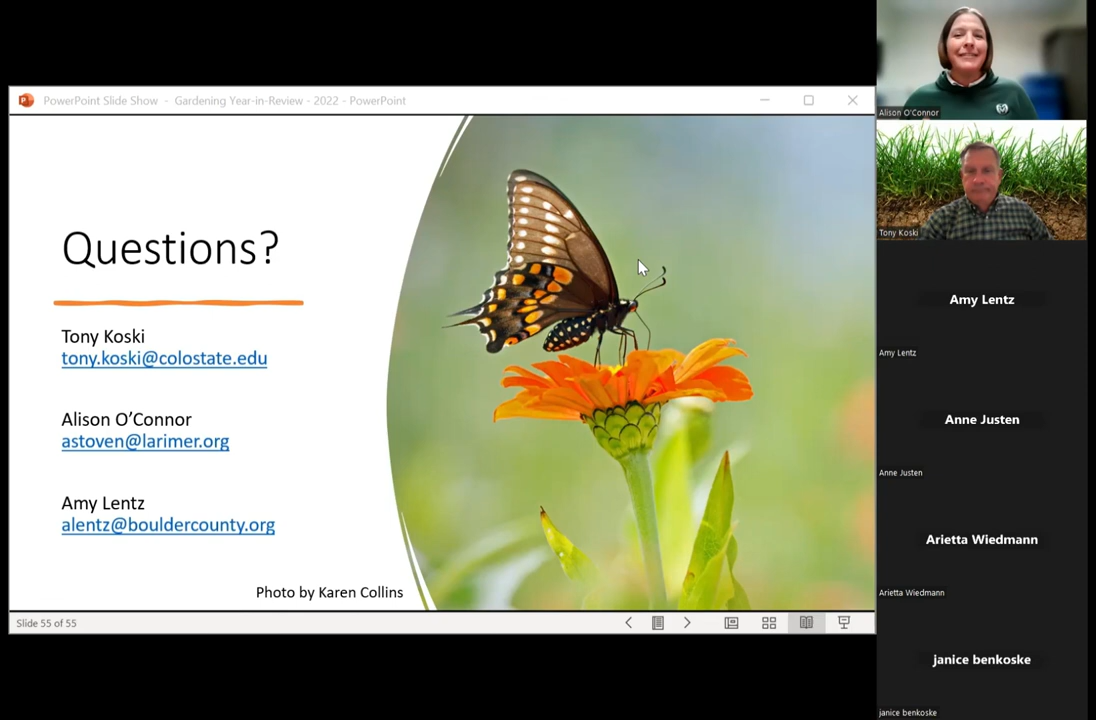 PowerPoint Slide Show - Gardening Year-in-Review - 2022 - PowerPoint
Questions?
Tony Koski
tony.koski@colostate.edu
Alison O’Connor
astoven@larimer.org
Amy Lentz
alentz@bouldercounty.org
Photo by Karen Collins
Slide 55 of 55
Alison O'Connor
Tony Koski
Amy Lentz
Amy Lentz
Anne Justen
Anne Justen
Arietta Wiedmann
Arietta Wiedmann
janice benkoske
janice benkoske